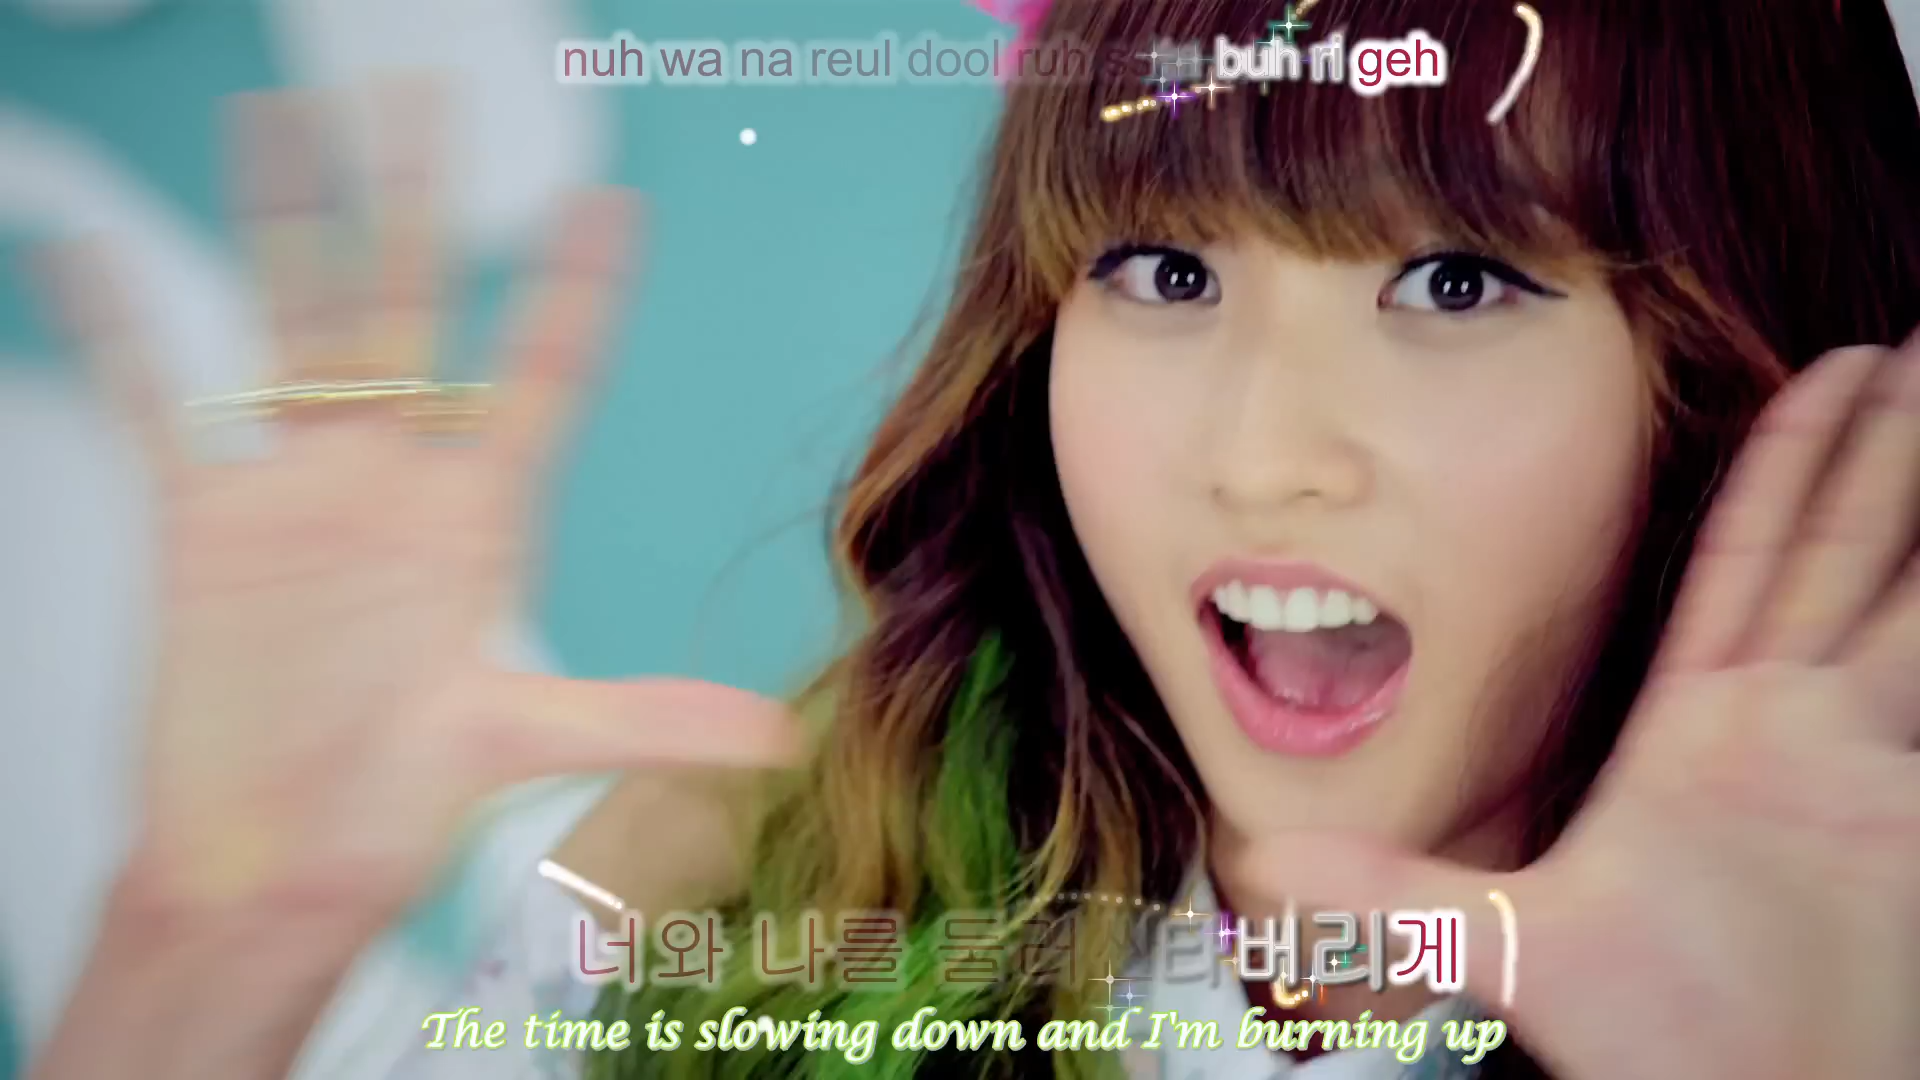 nuh wa na reul dool ruh buh ri geh
너와 나를 둘러 버리게
The time is slowing down and I'm burning up